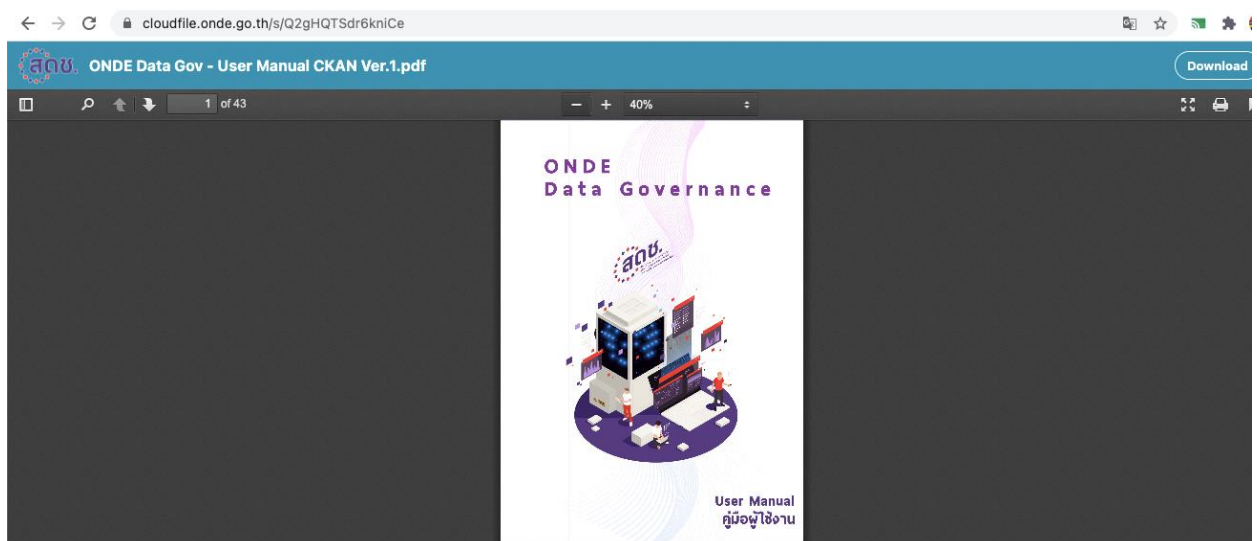 cloudfile.onde.go.th/s/Q2gHQTSdr6kniCe
สดช. ONDE Data Gov - User Manual CKAN Ver.1.pdf
Download
1 of 43
40%
ONDE
Data Governance
สดช.
User Manual
คู่มือผู้ใช้งาน